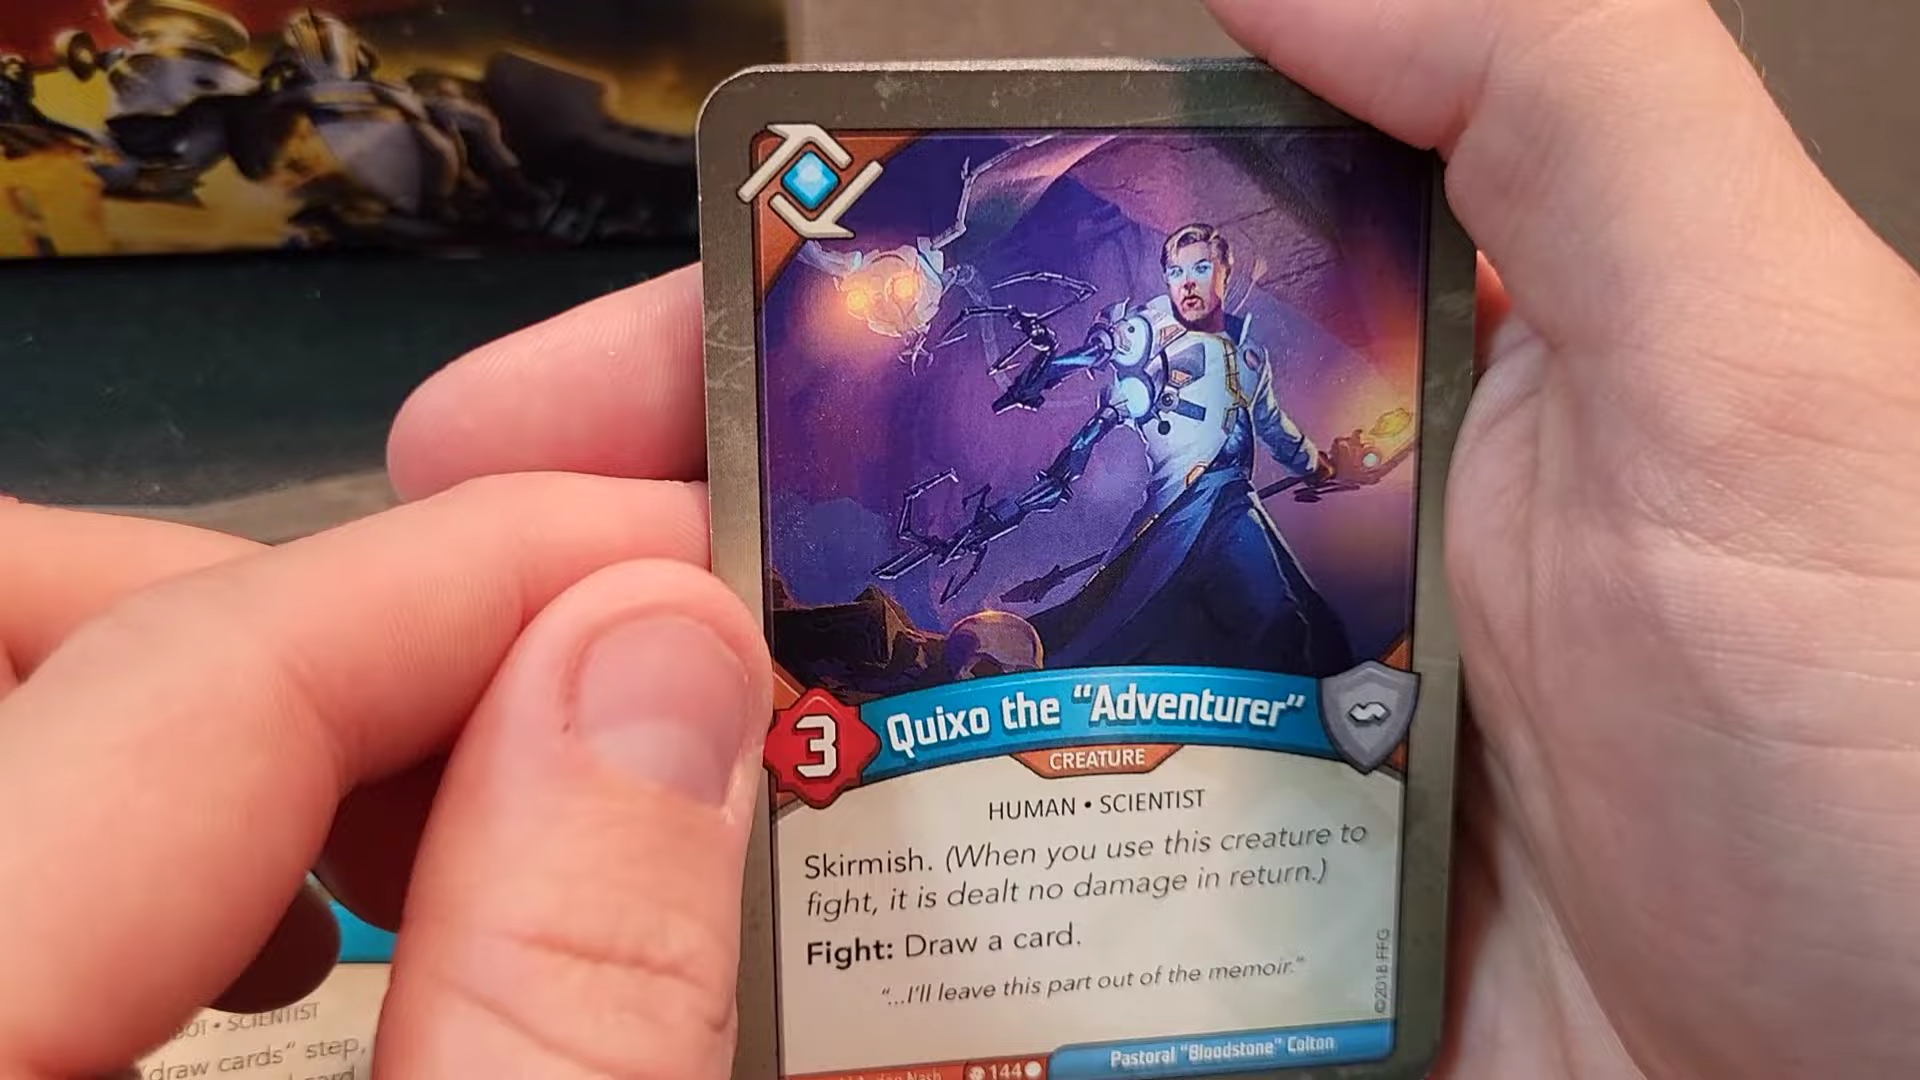 3
Quixo the “Adventurer”
CREATURE
HUMAN • SCIENTIST
Skirmish. (When you use this creature to
fight, it is dealt no damage in return.)
Fight: Draw a card.
“...I’ll leave this part out of the memoir.”
©2018 FFG
Nash
144
Pastoral “Bloodstone” Colton
• SCIENTIST
draw cards” step,
card